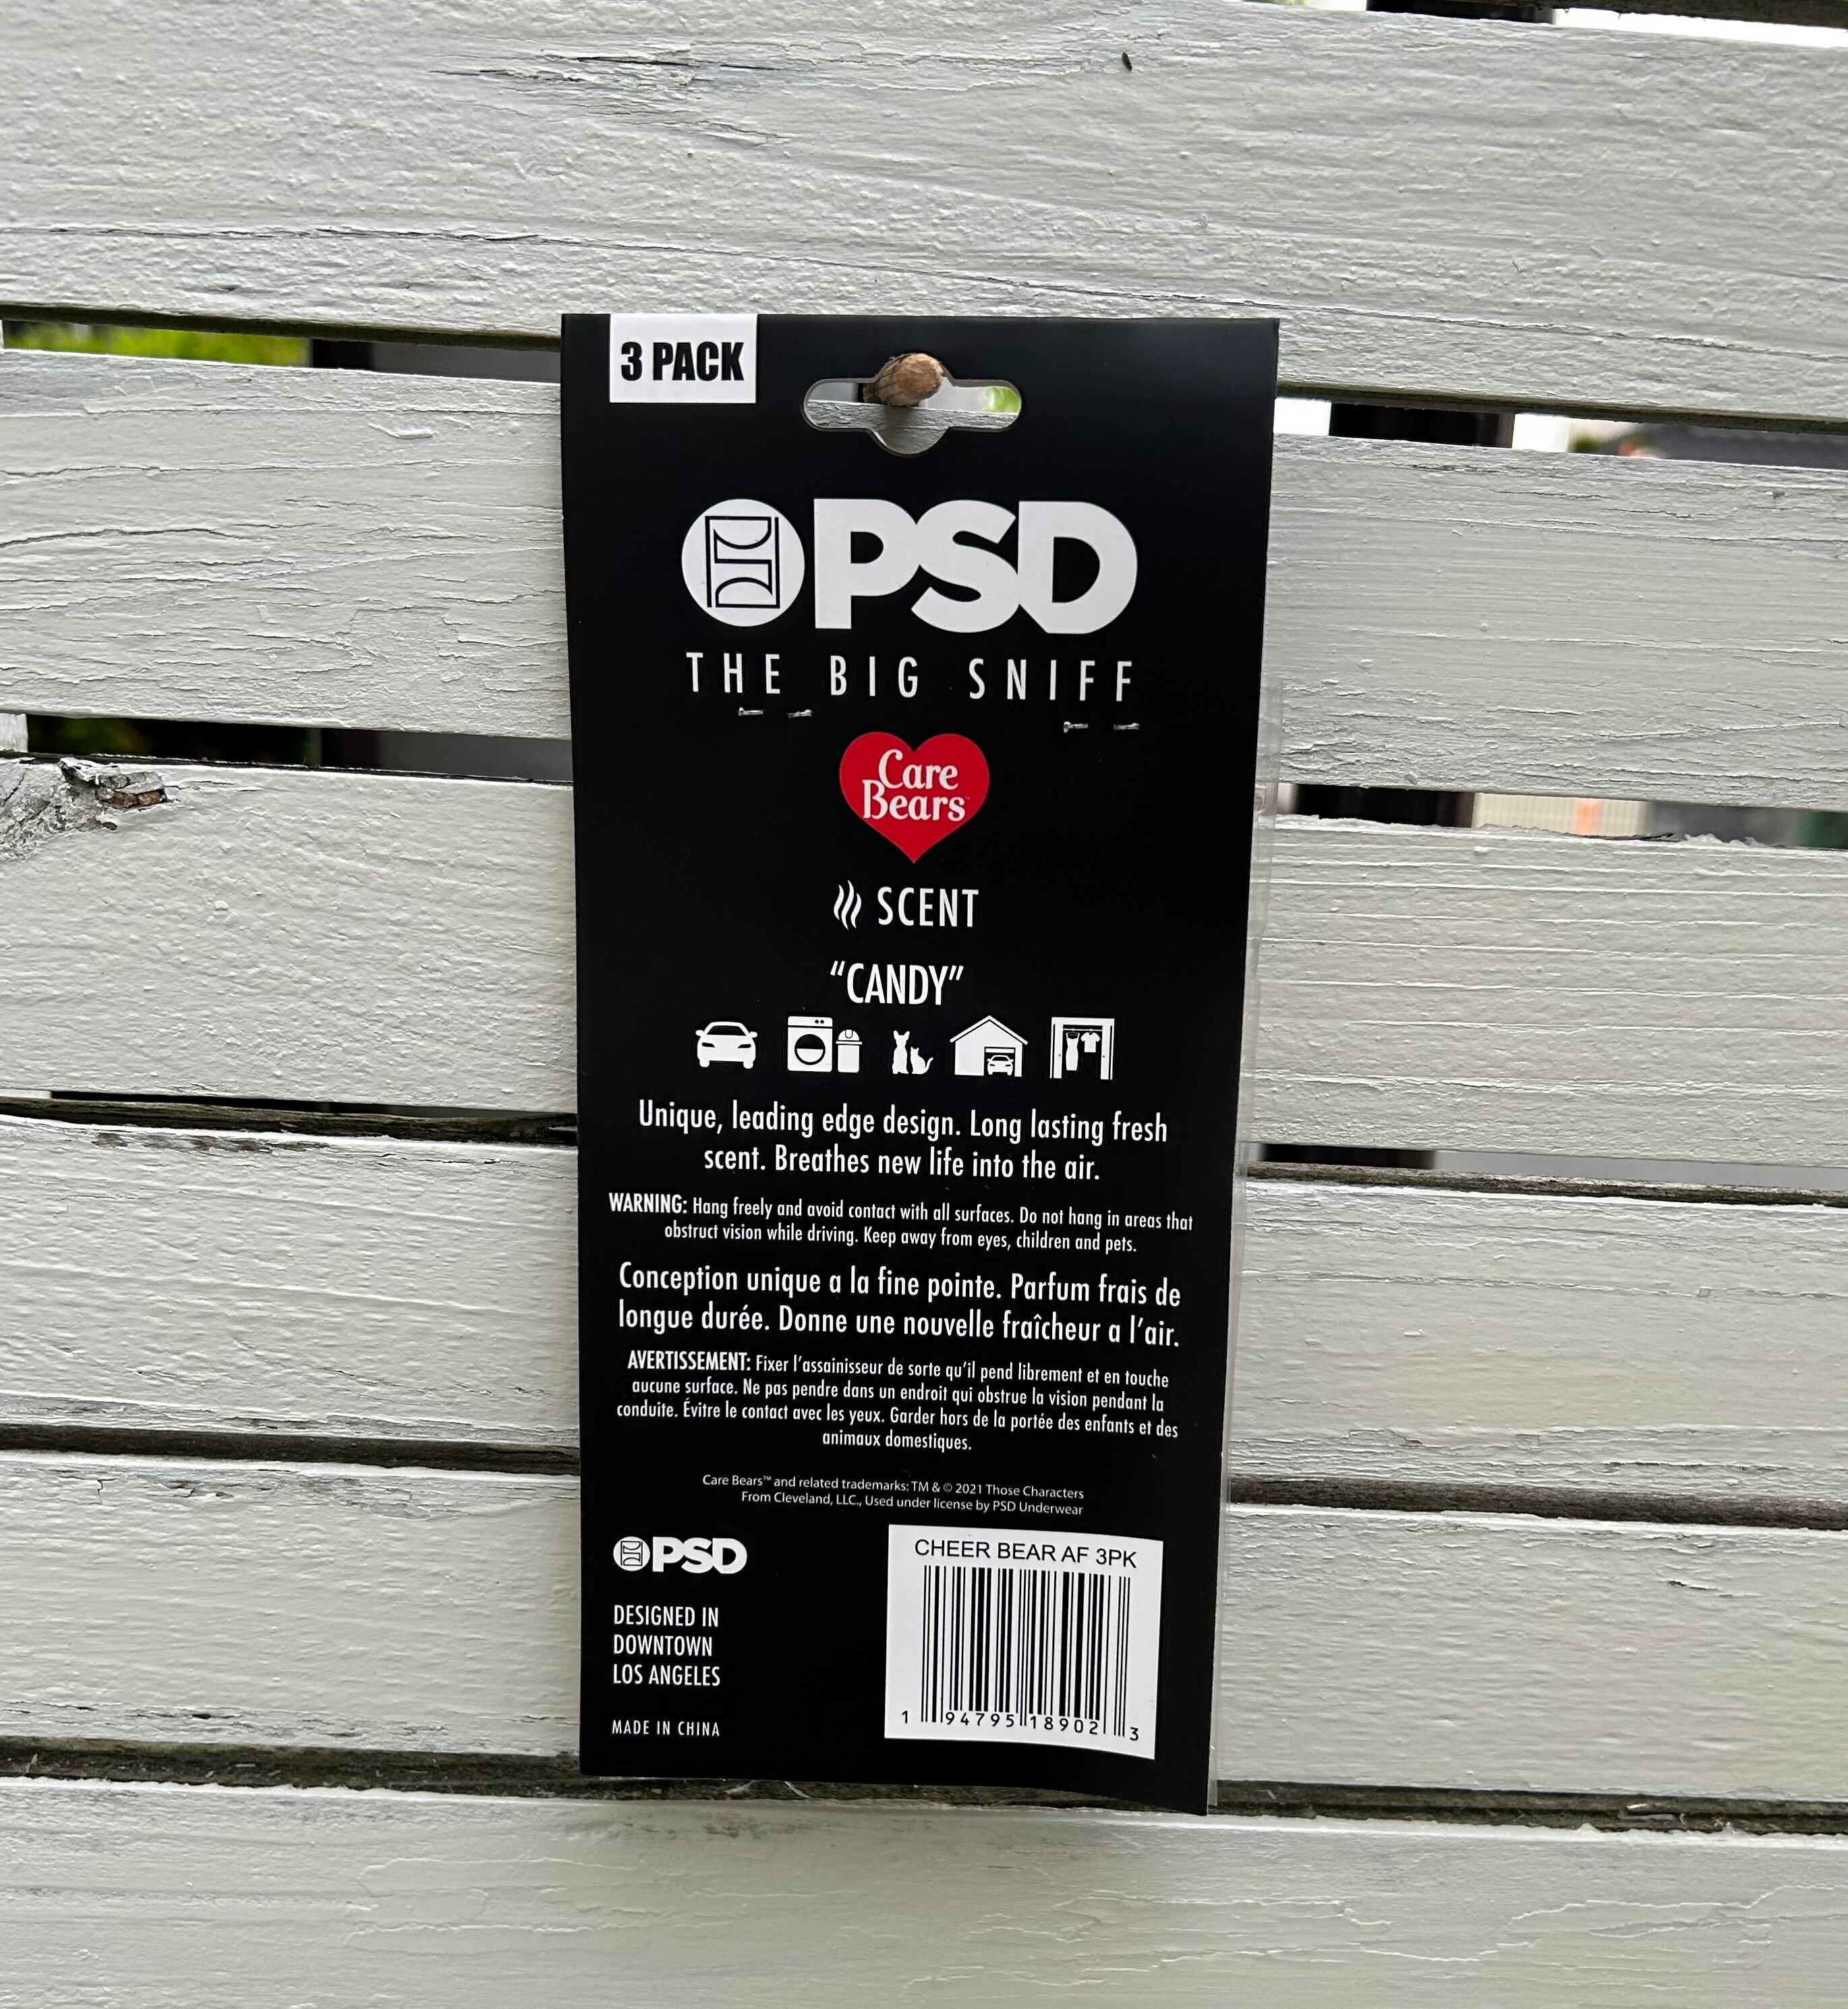 3 PACK
PSD
THE BIG SNIFF
Care
Bears™
SCENT
“CANDY”
Unique, leading edge design. Long lasting fresh
scent. Breathes new life into the air.
WARNING: Hang freely and avoid contact with all surfaces. Do not hang in areas that
obstruct vision while driving. Keep away from eyes, children and pets.
Conception unique a la fine pointe. Parfum frais de
longue durée. Donne une nouvelle fraîcheur a l’air.
AVERTISSEMENT: Fixer l’assainisseur de sorte qu’il pend librement et en touche
aucune surface. Ne pas pendre dans un endroit qui obstrue la vision pendant la
conduite. Évitre le contact avec les yeux. Garder hors de la portée des enfants et des
animaux domestiques.
Care Bears™ and related trademarks: TM & © 2021 Those Characters
From Cleveland, LLC., Used under license by PSD Underwear
PSD
DESIGNED IN
DOWNTOWN
LOS ANGELES
MADE IN CHINA
CHEER BEAR AF 3PK
1 94795 18902 3